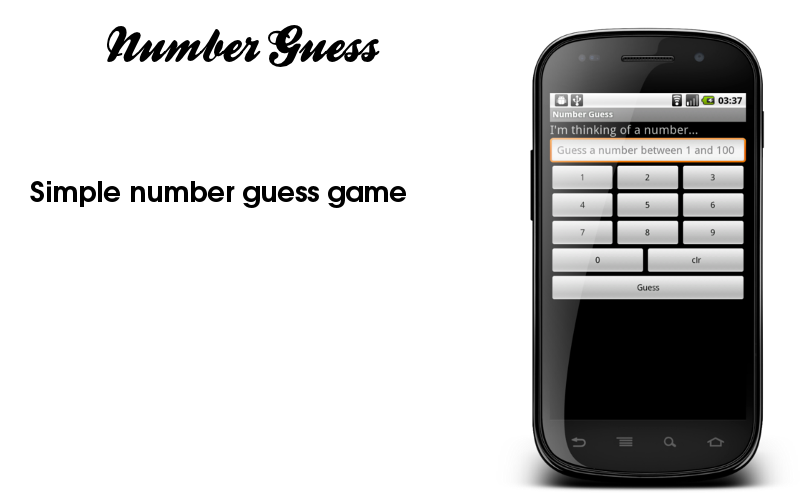 Number Guess
Simple number guess game
03:37
Number Guess
I'm thinking of a number...
Guess a number between 1 and 100
1 2 3
4 5 6
7 8 9
0 clr
Guess